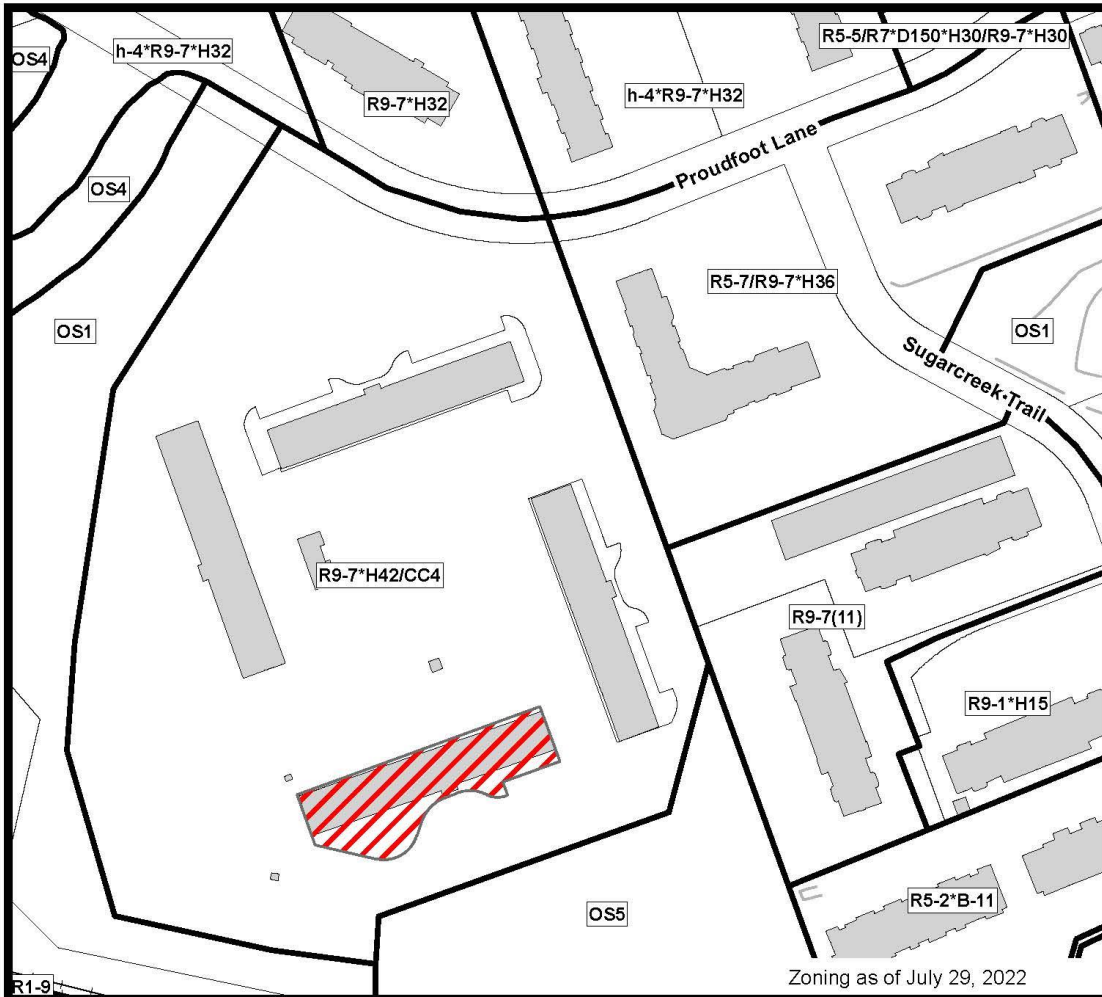 R5-5/R7*D150*H30/R9-7*H30
h-4*R9-7*H32
OS4
R9-7*H32
h-4*R9-7*H32
Proudfoot Lane
OS4
R5-7/R9-7*H36
OS1
OS1
Sugarcreek Trail
R9-7*H42/CC4
R9-7(11)
R9-1*H15
R5-2*B-11
OS5
Zoning as of July 29, 2022
R1-9